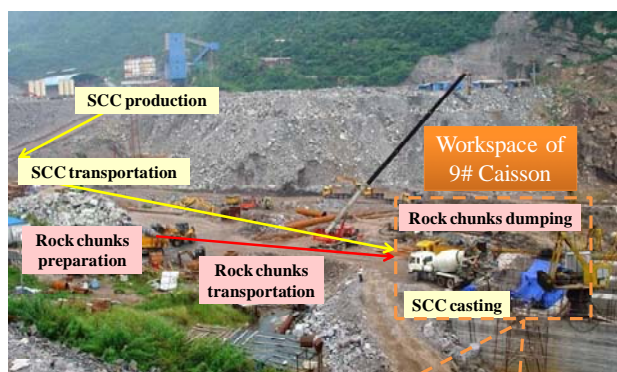 SCC production
SCC transportation
Workspace of
9# Caisson
Rock chunks dumping
Rock chunks
preparation
Rock chunks
transportation
SCC casting